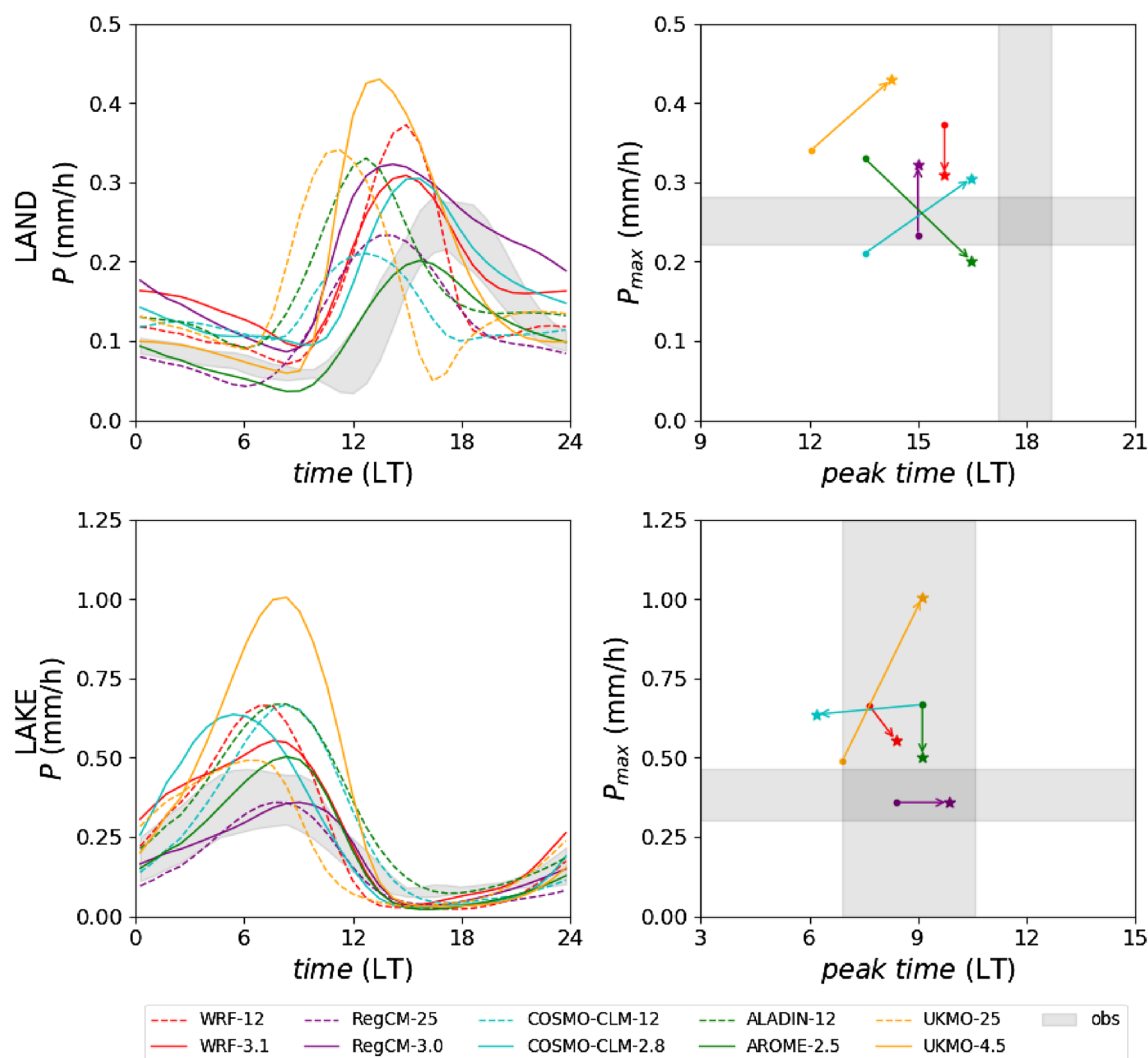 0.5
0.4
0.3
0.2
0.1
0.0
LAND
P (mm/h)
0 6 12 18 24
time (LT)
0.5
0.4
0.3
0.2
0.1
0.0
Pmax (mm/h)
9 12 15 18 21
peak time (LT)
1.25
1.00
0.75
0.50
0.25
0.00
LAKE
P (mm/h)
0 6 12 18 24
time (LT)
1.25
1.00
0.75
0.50
0.25
0.00
Pmax (mm/h)
3 6 9 12 15
peak time (LT)
WRF-12 RegCM-25 COSMO-CLM-12 ALADIN-12 UKMO-25 obs
WRF-3.1 RegCM-3.0 COSMO-CLM-2.8 AROME-2.5 UKMO-4.5